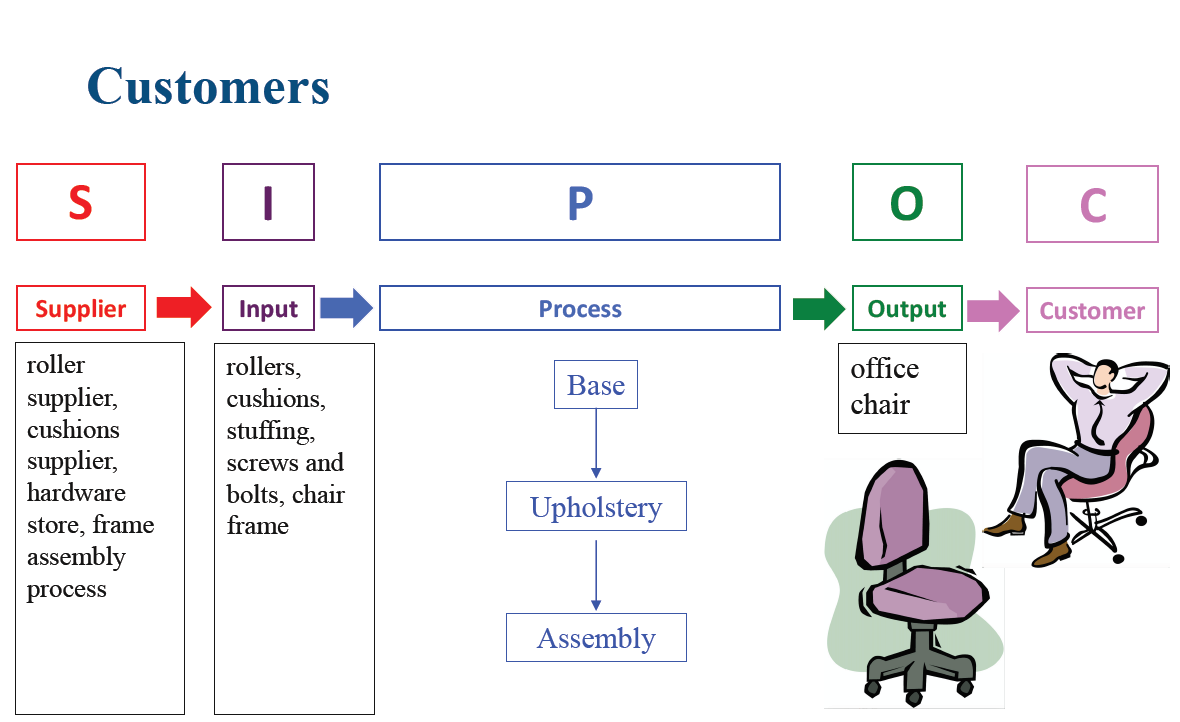 Customers
S
I
P
O
C
Supplier
Input
Process
Output
Customer
roller
supplier,
cushions
supplier,
hardware
store, frame
assembly
process
rollers,
cushions,
stuffing,
screws and
bolts, chair
frame
Base
Upholstery
Assembly
office
chair